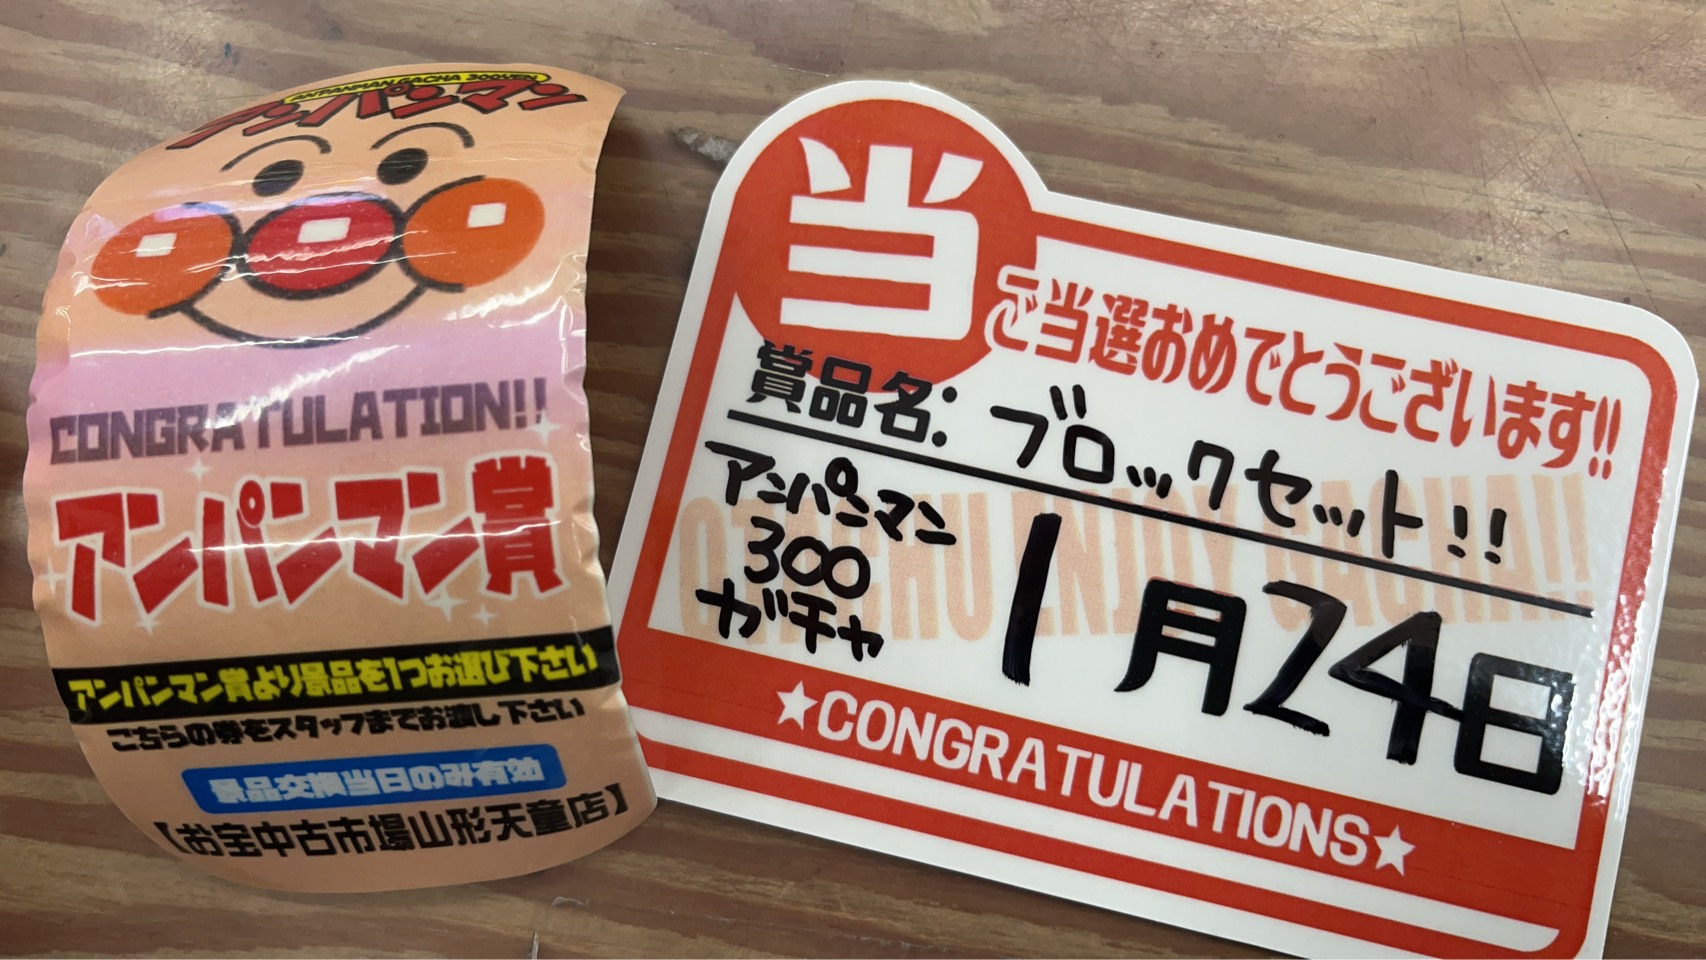 ANPANMAN GACHA 300YEN
アンパンマン
CONGRATULATION!!
アンパンマン賞
アンパンマン賞より景品を1つお選び下さい
こちらの券をスタッフまでお渡し下さい
景品交換当日のみ有効
【お宝中古市場山形天童店】
当
ご当選おめでとうございます!!
賞品名:ブロックセット!!
アンパンマン
300
ガチャ
1月24日
★CONGRATULATIONS★